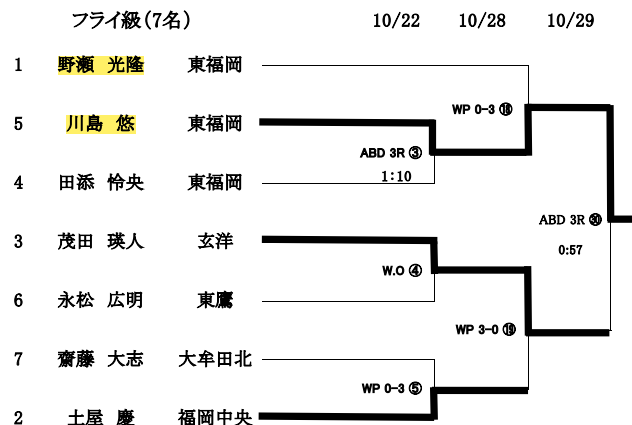 フライ級(7名) 10/22 10/28 10/29
1 野瀬 光隆 東福岡
WP 0-3 ⑱
5 川島 悠 東福岡
ABD 3R ③
1:10
4 田添 怜央 東福岡
ABD 3R ㉚
0:57
3 茂田 瑛人 玄洋
W.O ④
6 永松 広明 東鷹
WP 3-0 ⑲
7 齋藤 大志 大牟田北
WP 0-3 ⑤
2 土屋 慶 福岡中央